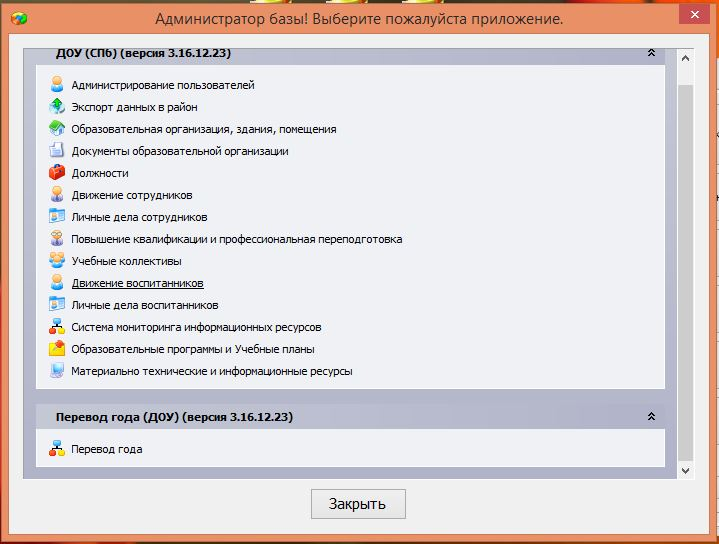 Администратор базы! Выберите пожалуйста приложение.
ДОУ (СПб) (версия 3.16.12.23)
Администрирование пользователей
Экспорт данных в район
Образовательная организация, здания, помещения
Документы образовательной организации
Должности
Движение сотрудников
Личные дела сотрудников
Повышение квалификации и профессиональная переподготовка
Учебные коллективы
Движение воспитанников
Личные дела воспитанников
Система мониторинга информационных ресурсов
Образовательные программы и Учебные планы
Материально технические и информационные ресурсы
Перевод года (ДОУ) (версия 3.16.12.23)
Перевод года
Закрыть